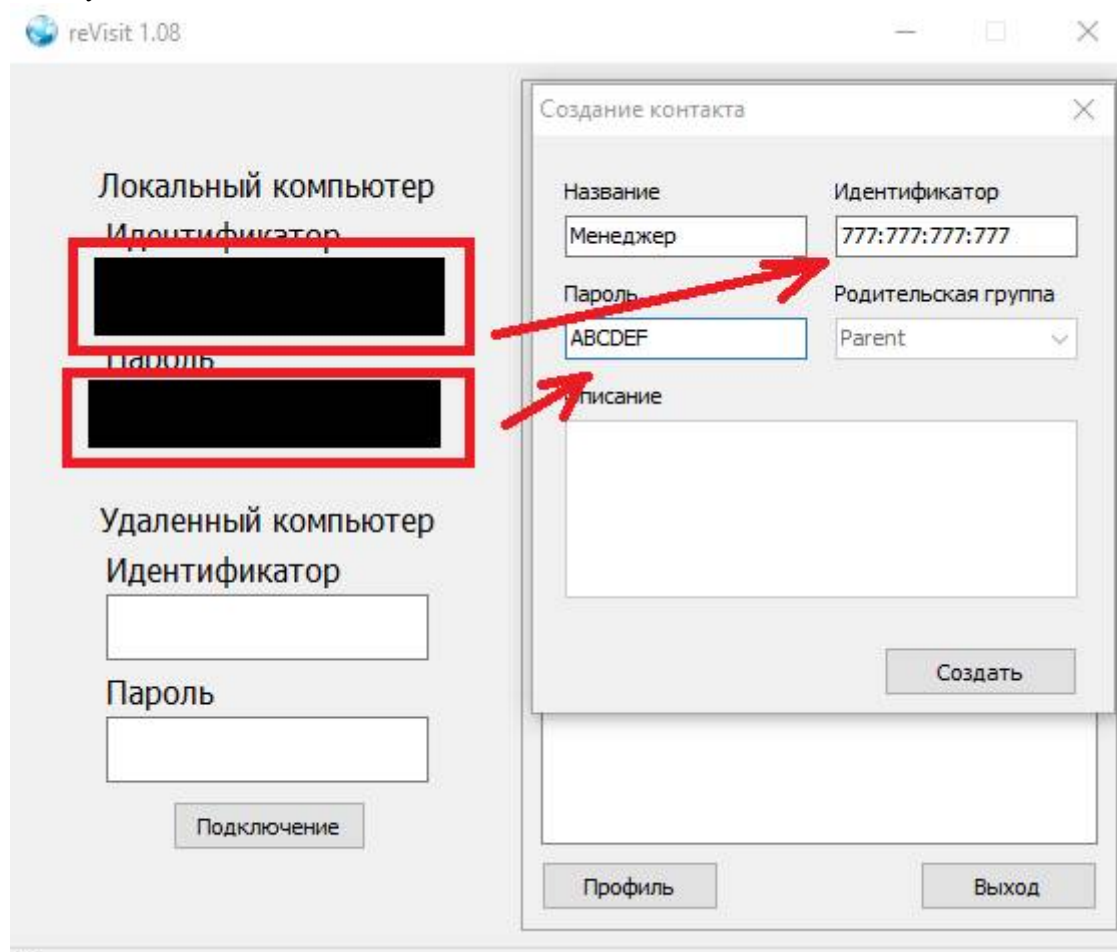 reVisit 1.08
Локальный компьютер
Идентификатор
Пароль
Удаленный компьютер
Идентификатор
Пароль
Подключение
Создание контакта
Название
Идентификатор
Менеджер
777:777:777:777
Пароль
Родительская группа
ABCDEF
Parent
Описание
Создать
Профиль
Выход